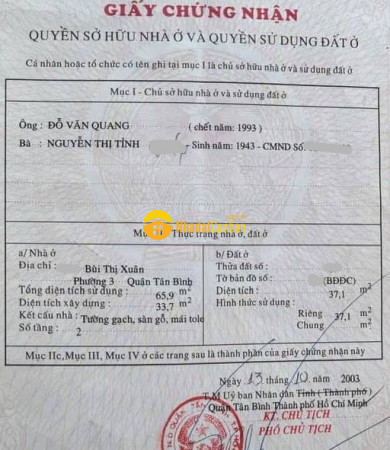 GIẤY CHỨNG NHẬN
QUYỀN SỞ HỮU NHÀ Ở VÀ QUYỀN SỬ DỤNG ĐẤT Ở
Cá nhân hoặc tổ chức có tên ghi tại mục I là chủ sở hữu nhà ở và sử dụng đất ở
Mục I - Chủ sở hữu nhà ở và sử dụng đất ở
Ông : ĐỖ VĂN QUANG (chết năm: 1993)
Bà : NGUYỄN THỊ TỈNH Sinh năm: 1943 - CMND Số:
Mục II - Thực trạng nhà ở, đất ở
a/ Nhà ở
Địa chỉ : Bùi Thị Xuân
Phường 3 Quận Tân Bình
Tổng diện tích sử dụng : 65,9 m2
Diện tích xây dựng : 33,7 m2
Kết cấu nhà : Tường gạch, sàn gỗ, mái tole
Số tầng : 2
b/ Đất ở
Thửa đất số :
Tờ bản đồ số : (BĐĐC)
Diện tích : 37,1 m2
Hình thức sử dụng :
Riêng : 37,1 m2
Chung : m2
Mục IIc, Mục III, Mục IV ở các trang sau là thành phần của giấy chứng nhận này
Ngày 13 tháng 10 năm 2003
T.M Uỷ ban Nhân dân Tỉnh (Thành phố)
Quận Tân Bình Thành phố Hồ Chí Minh
KT. CHỦ TỊCH
PHÓ CHỦ TỊCH